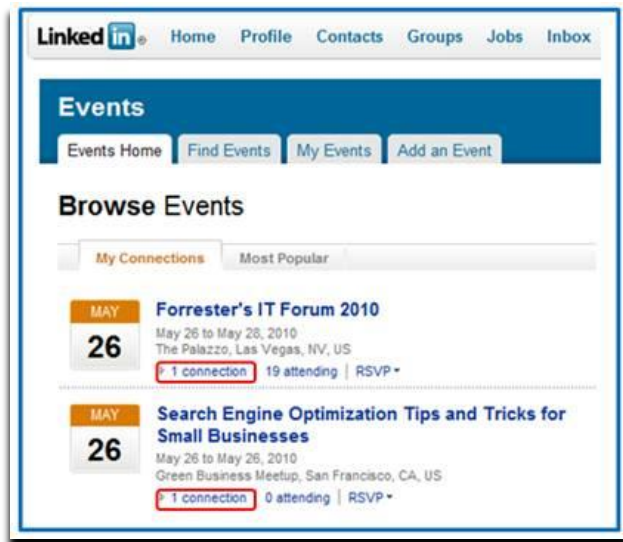 Linked in ® Home Profile Contacts Groups Jobs Inbox
Events
Events Home Find Events My Events Add an Event
Browse Events
My Connections Most Popular
MAY
26
Forrester's IT Forum 2010
May 26 to May 28, 2010
The Palazzo, Las Vegas, NV, US
1 connection 19 attending | RSVP
MAY
26
Search Engine Optimization Tips and Tricks for
Small Businesses
May 26 to May 26, 2010
Green Business Meetup, San Francisco, CA, US
1 connection 0 attending | RSVP